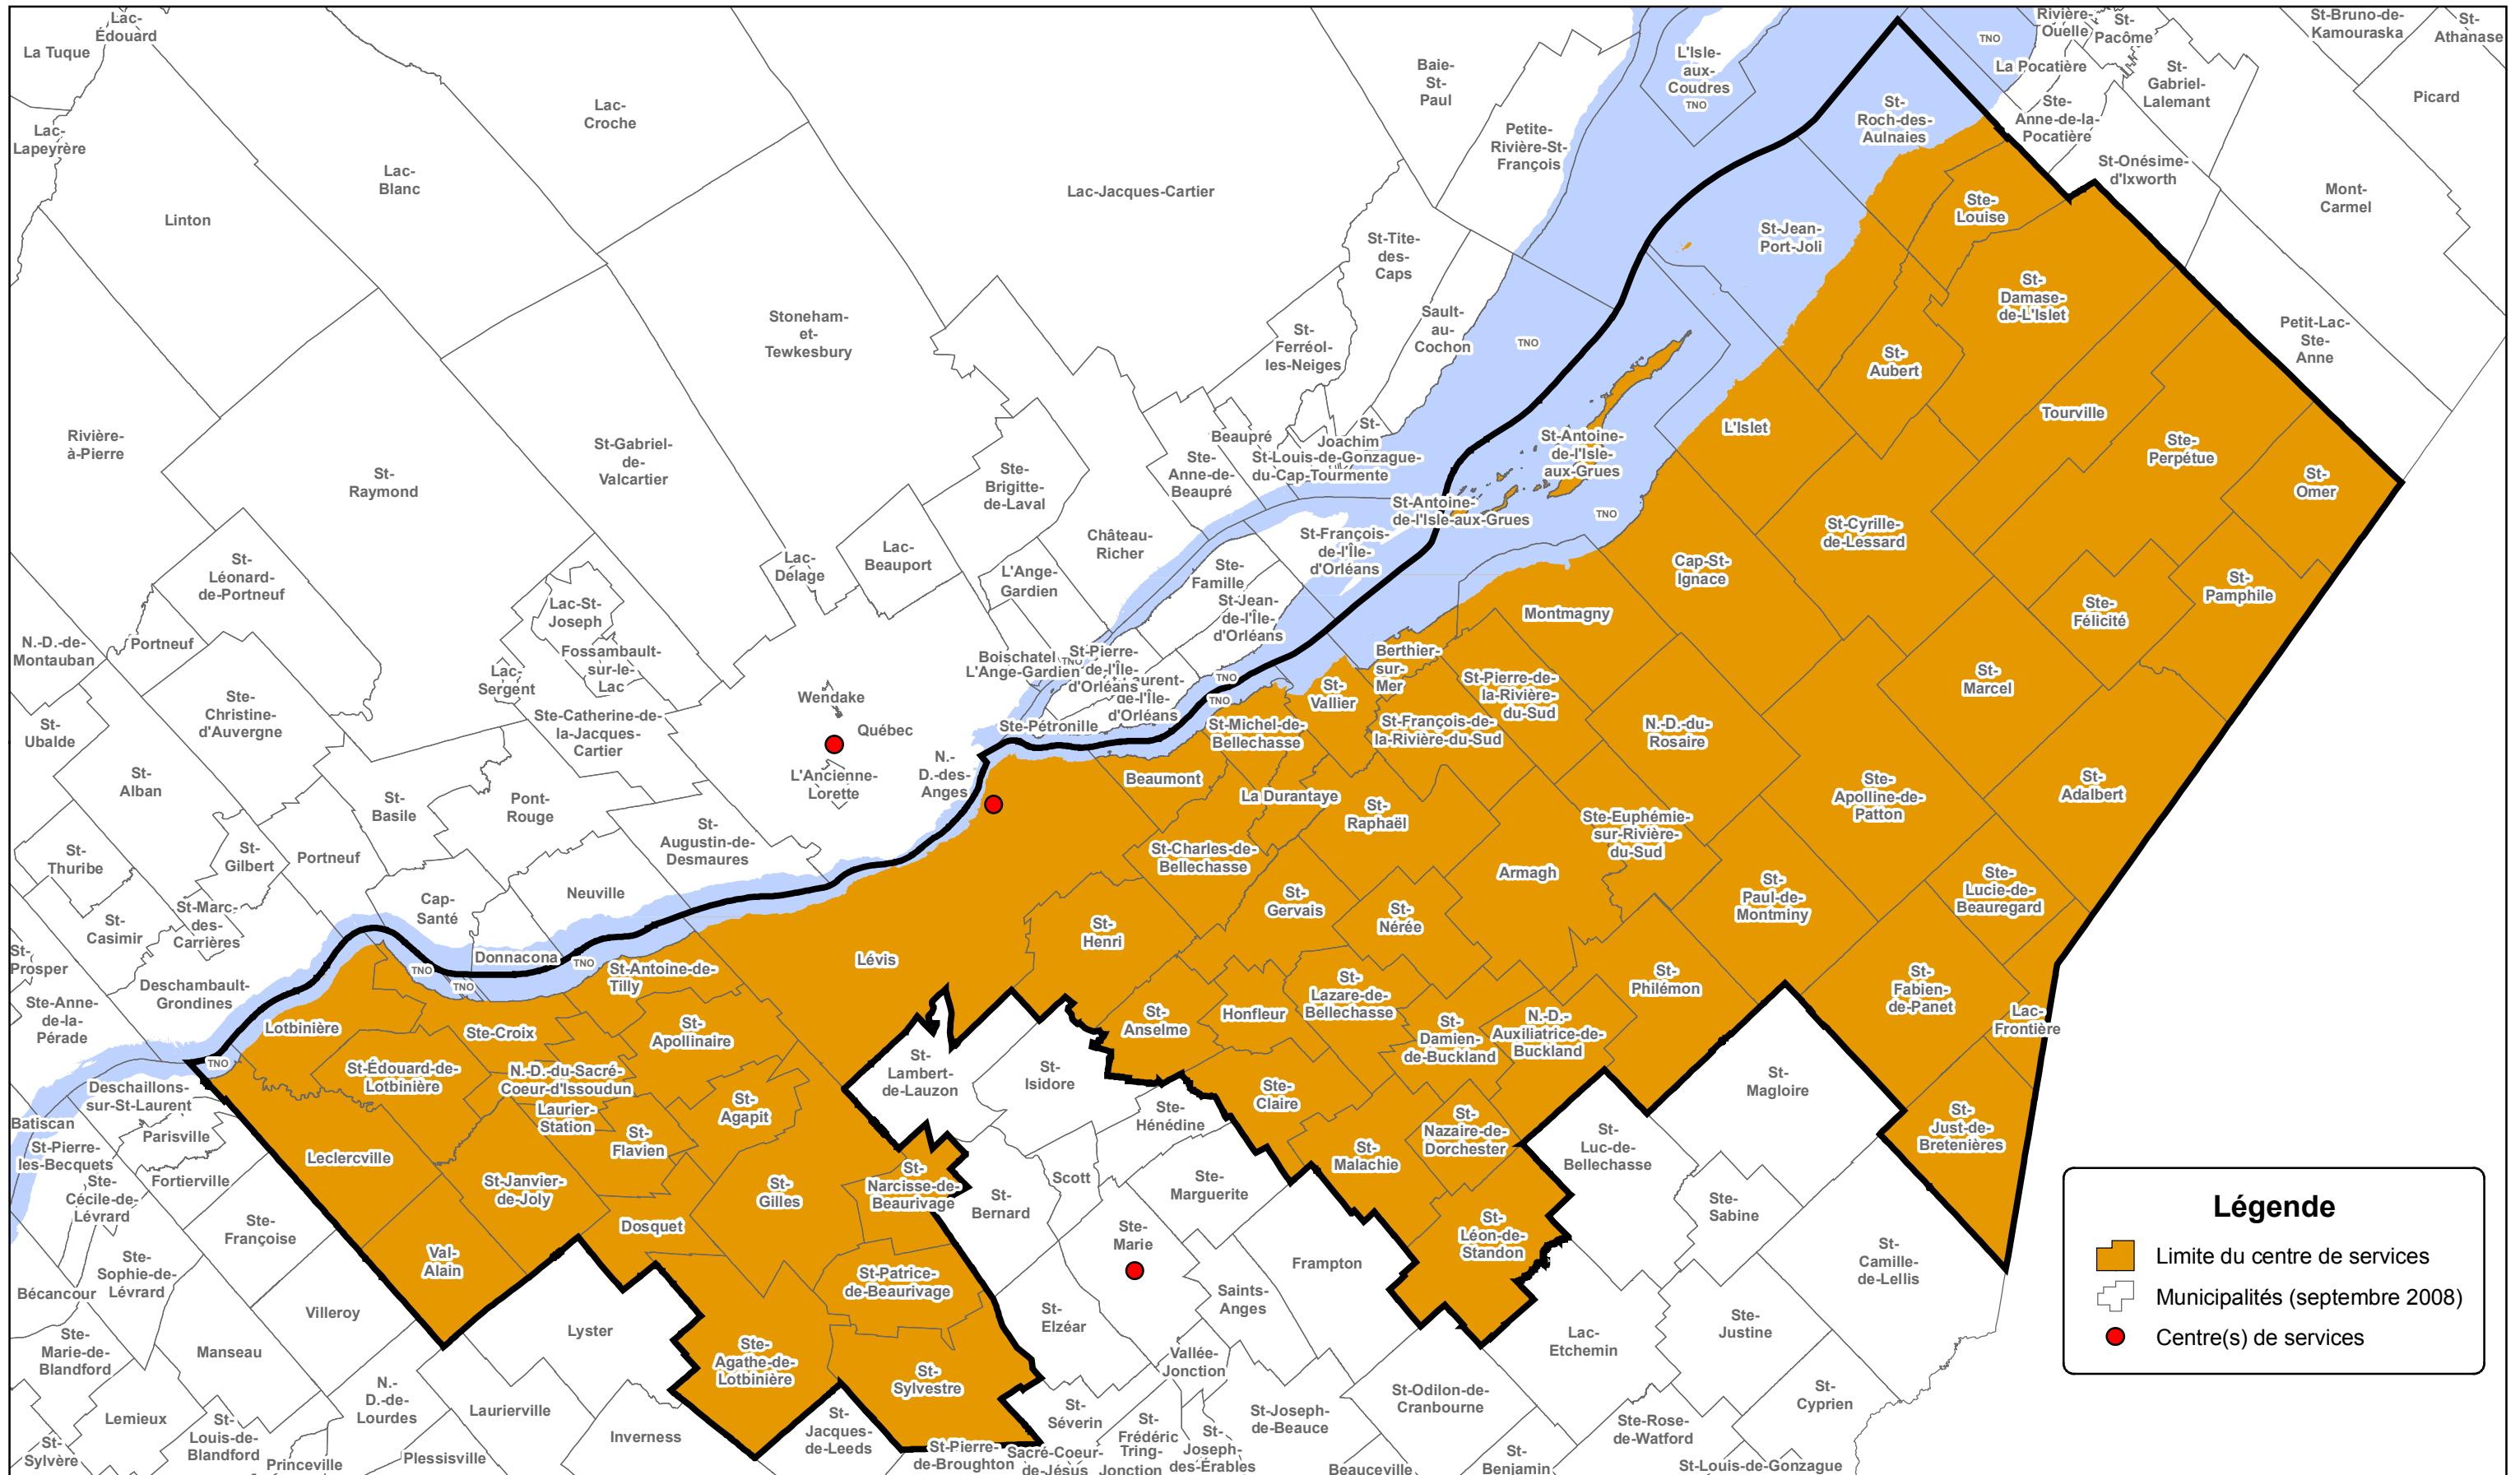 Lac-
Édouard
La Tuque
Lac-
Lapeyrère
Linton
Lac-
Blanc
Lac-
Croche
Lac-Jacques-Cartier
Baie-
St-
Paul
Petite-
Rivière-St-
François
L'Isle-
aux-
Coudres
TNO
St-
Roch-des-
Aulnaies
TNO
La Pocatière
Rivière-
Ouelle
St-
Pacôme
St-
Gabriel-
Lalemant
Ste-
Anne-de-la-
Pocatière
St-Onésime-
d'Ixworth
St-Bruno-de-
Kamouraska
St-
Athanase
Picard
Mont-
Carmel
Petit-Lac-
Ste-
Anne
Ste-
Louise
St-Jean-
Port-Joli
St-
Damase-
de-L'Islet
St-
Aubert
Tourville
Ste-
Perpétue
St-
Omer
St-
Pamphile
Ste-
Félicité
St-
Marcel
St-
Adalbert
L'Islet
St-Cyrille-
de-Lessard
Cap-St-
Ignace
Montmagny
St-Antoine-
de-l'Isle-
aux-Grues
St-Antoine-
de-l'Isle-aux-Grues
TNO
TNO
St-Tite-
des-
Caps
Sault-
au-
Cochon
St-
Ferréol-
les-Neiges
St-
Joachim
St-Louis-de-Gonzague-
du-Cap-Tourmente
Beaupré
Ste-
Anne-de-
Beaupré
Château-
Richer
Ste-
Brigitte-
de-Laval
L'Ange-
Gardien
Stoneham-
et-
Tewkesbury
St-Gabriel-
de-
Valcartier
St-
Raymond
Rivière-
à-Pierre
Lac-
Delage
Lac-
Beauport
St-
Léonard-
de-Portneuf
Lac-St-
Joseph
Fossambault-
sur-le-
Lac
Lac-
Sergent
Ste-Catherine-de-
la-Jacques-
Cartier
N.-D.-de-
Montauban
Portneuf
Ste-
Christine-
d'Auvergne
St-
Ubalde
St-
Alban
St-
Thuribe
St-
Gilbert
Portneuf
St-
Basile
Pont-
Rouge
Cap-
Santé
Neuville
Donnacona
St-
Augustin-de-
Desmaures
Wendake
Québec
L'Ancienne-
Lorette
N.-
D.-des-
Anges
Boischatel
L'Ange-Gardien
TNO
St-Pierre-
de-l'Île-
d'Orléans
de-l'Île-
d'Orléans
Ste-Pétronille
Ste-
Famille
St-Jean-
de-l'Île-
d'Orléans
St-François-
de-l'Île-
d'Orléans
TNO
TNO
St-
Casimir
St-Marc-
des-
Carrières
St-
Prosper
Ste-Anne-
de-la-
Pérade
Deschambault-
Grondines
TNO
TNO
TNO
TNO
Batiscan
Deschaillons-
sur-St-Laurent
St-Pierre-
les-Becquets
Parisville
Fortierville
Ste-
Cécile-de-
Lévrard
Ste-
Françoise
Ste-
Sophie-de-
Lévrard
Bécancour
Ste-
Marie-de-
Blandford
Villeroy
Manseau
Lemieux
St-
Sylvère
St-
Louis-de-
Blandford
Princeville
N.-
D.-de-
Lourdes
Plessisville
Laurierville
Lyster
Inverness
St-
Jacques-
de-Leeds
St-Pierre-
de-Broughton
Sacré-Coeur-
de-Jésus
St-
Séverin
St-
Frédéric
Tring-
Jonction
St-
Joseph-
des-Érables
Vallée-
Jonction
St-Joseph-
de-Beauce
Beauceville
St-Odilon-de-
Cranbourne
St-
Benjamin
Ste-Rose-
de-Watford
St-Louis-de-Gonzague
St-
Cyprien
Ste-
Justine
Lac-
Etchemin
St-
Camille-
de-Lellis
Ste-
Sabine
St-
Luc-de-
Bellechasse
St-
Magloire
Lotbinière
Ste-Croix
St-Édouard-de-
Lotbinière
Leclercville
Val-
Alain
St-Janvier-
de-Joly
N.-D.-du-Sacré-
Coeur-d'Issoudun
Laurier-
Station
St-
Flavien
Dosquet
St-
Agapit
St-
Apollinaire
St-Antoine-de-
Tilly
St-
Gilles
St-
Narcisse-de-
Beaurivage
St-Patrice-
de-Beaurivage
Ste-
Agathe-de-
Lotbinière
St-
Sylvestre
Lévis
St-
Lambert-
de-Lauzon
St-
Isidore
Ste-
Hénédine
Scott
St-
Bernard
Ste-
Marguerite
Ste-
Marie
St-
Elzéar
Saints-
Anges
Frampton
St-
Henri
St-
Anselme
Honfleur
Ste-
Claire
St-
Malachie
St-
Nazaire-de-
Dorchester
St-
Léon-de-
Standon
St-
Damien-
de-Buckland
N.-D.-
Auxiliatrice-de-
Buckland
St-
Lazare-de-
Bellechasse
St-
Gervais
St-
Nérée
Armagh
St-
Philémon
St-
Raphaël
La Durantaye
St-Charles-de-
Bellechasse
Beaumont
St-Michel-de-
Bellechasse
St-
Vallier
Berthier-
sur-
Mer
St-François-de-
la-Rivière-du-Sud
St-Pierre-de-
la-Rivière-
du-Sud
N.-D.-du-
Rosaire
Ste-Euphémie-
sur-Rivière-
du-Sud
St-
Paul-de-
Montminy
Ste-
Apolline-de-
Patton
Ste-
Lucie-de-
Beauregard
St-
Fabien-
de-Panet
Lac-
Frontière
St-
Just-de-
Bretenières
Légende
Limite du centre de services
Municipalités (septembre 2008)
Centre(s) de services